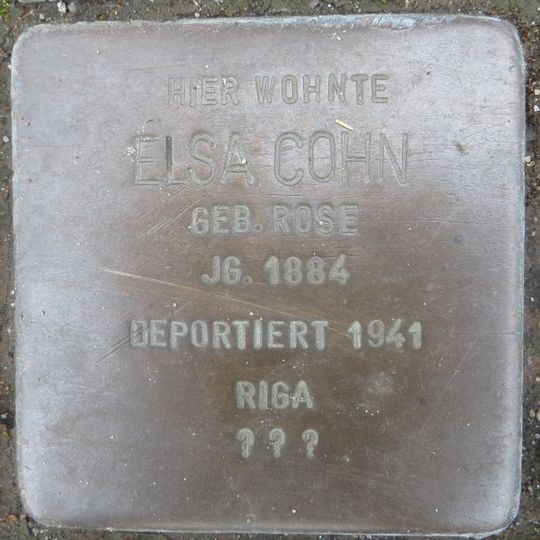 HIER WOHNTE
ELSA COHN
GEB. ROSE
JG. 1884
DEPORTIERT 1941
RIGA
? ? ?